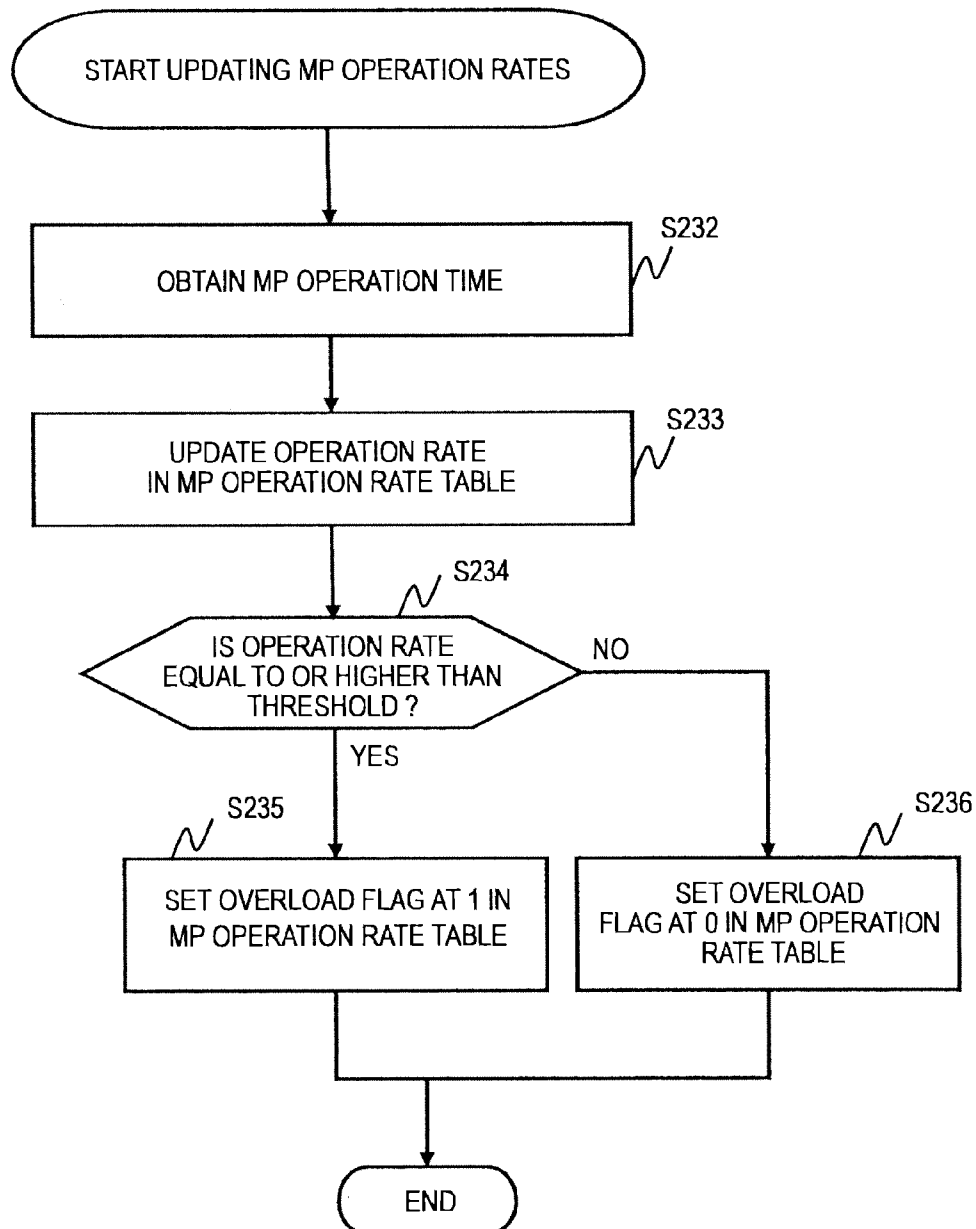 START UPDATING MP OPERATION RATES
S232
OBTAIN MP OPERATION TIME
S233
UPDATE OPERATION RATE
IN MP OPERATION RATE TABLE
S234
IS OPERATION RATE
EQUAL TO OR HIGHER THAN
THRESHOLD ?
NO
YES
S235
SET OVERLOAD FLAG AT 1 IN
MP OPERATION RATE TABLE
S236
SET OVERLOAD
FLAG AT 0 IN MP OPERATION
RATE TABLE
END